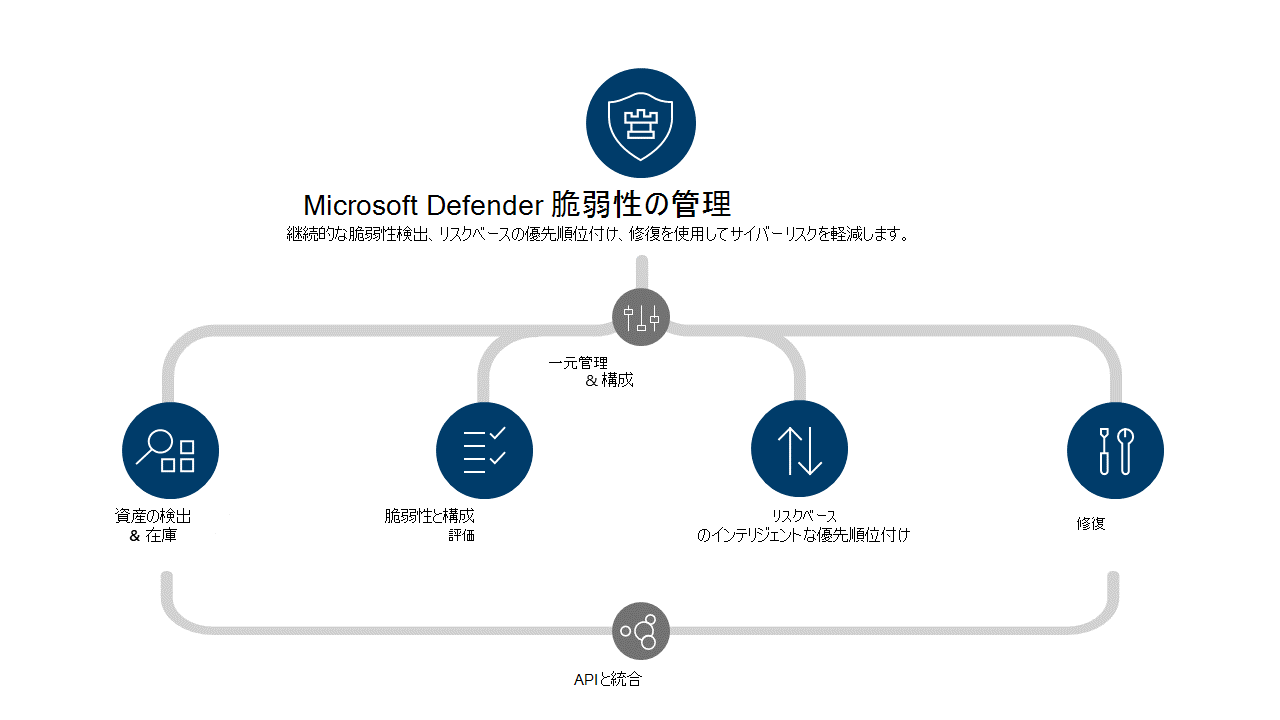 Microsoft Defender 脆弱性の管理
継続的な脆弱性検出、リスクベースの優先順位付け、修復を使用してサイバーリスクを軽減します。
一元管理
& 構成
資産の検出
& 在庫
脆弱性と構成
評価
リスクベース
のインテリジェントな優先順位付け
修復
APIと統合